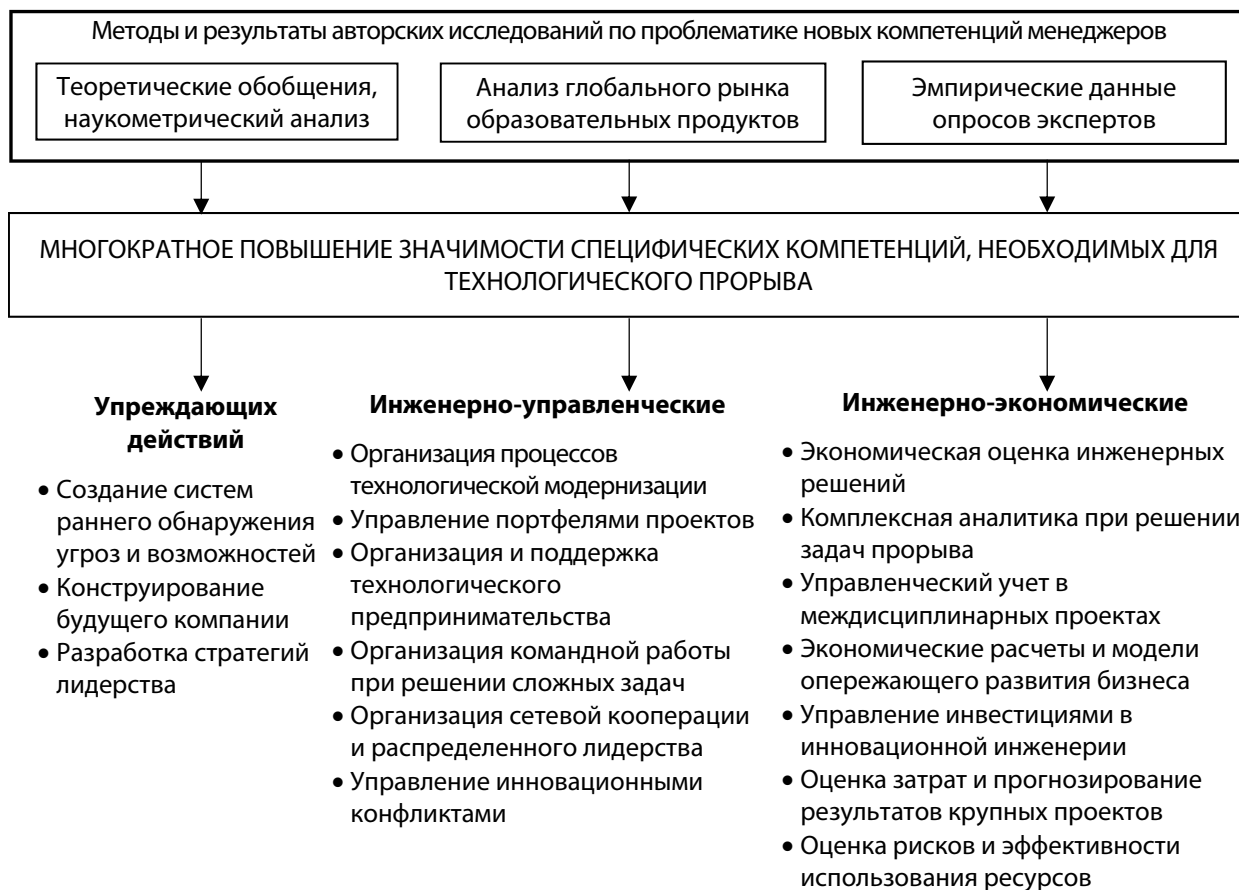 Методы и результаты авторских исследований по проблематике новых компетенций менеджеров
Теоретические обобщения,
наукометрический анализ
Анализ глобального рынка
образовательных продуктов
Эмпирические данные
опросов экспертов
МНОГОКРАТНОЕ ПОВЫШЕНИЕ ЗНАЧИМОСТИ СПЕЦИФИЧЕСКИХ КОМПЕТЕНЦИЙ, НЕОБХОДИМЫХ ДЛЯ
ТЕХНОЛОГИЧЕСКОГО ПРОРЫВА
Упреждающих
действий
• Создание систем
раннего обнаружения
угроз и возможностей
• Конструирование
будущего компании
• Разработка стратегий
лидерства
Инженерно-управленческие
• Организация процессов
технологической модернизации
• Управление портфелями проектов
• Организация и поддержка
технологического
предпринимательства
• Организация командной работы
при решении сложных задач
• Организация сетевой кооперации
и распределенного лидерства
• Управление инновационными
конфликтами
Инженерно-экономические
• Экономическая оценка инженерных
решений
• Комплексная аналитика при решении
задач прорыва
• Управленческий учет в
междисциплинарных проектах
• Экономические расчеты и модели
опережающего развития бизнеса
• Управление инвестициями в
инновационной инженерии
• Оценка затрат и прогнозирование
результатов крупных проектов
• Оценка рисков и эффективности
использования ресурсов